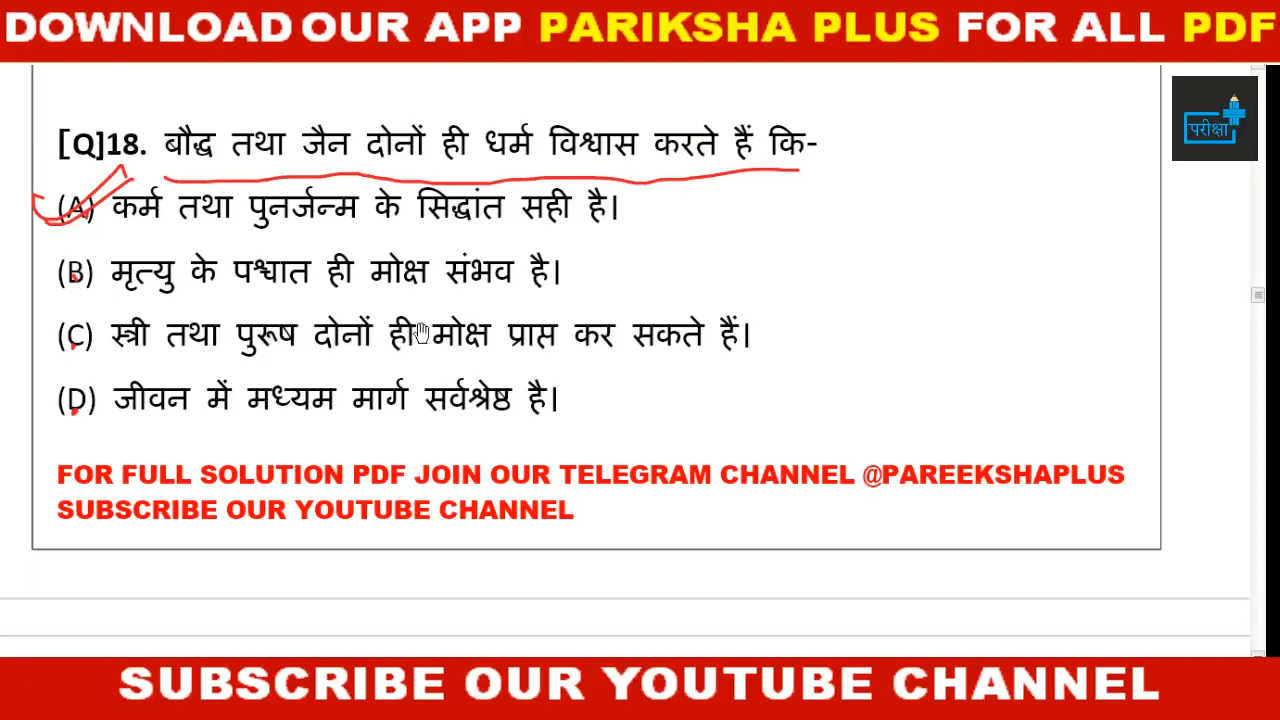 DOWNLOAD OUR APP PARIKSHA PLUS FOR ALL PDF
परीक्षा
[Q]18. बौद्ध तथा जैन दोनों ही धर्म विश्वास करते हैं कि-
(A) कर्म तथा पुनर्जन्म के सिद्धांत सही है।
(B) मृत्यु के पश्चात ही मोक्ष संभव है।
(C) स्त्री तथा पुरूष दोनों ही मोक्ष प्राप्त कर सकते हैं।
(D) जीवन में मध्यम मार्ग सर्वश्रेष्ठ है।
FOR FULL SOLUTION PDF JOIN OUR TELEGRAM CHANNEL @PAREEKSHAPLUS
SUBSCRIBE OUR YOUTUBE CHANNEL
SUBSCRIBE OUR YOUTUBE CHANNEL